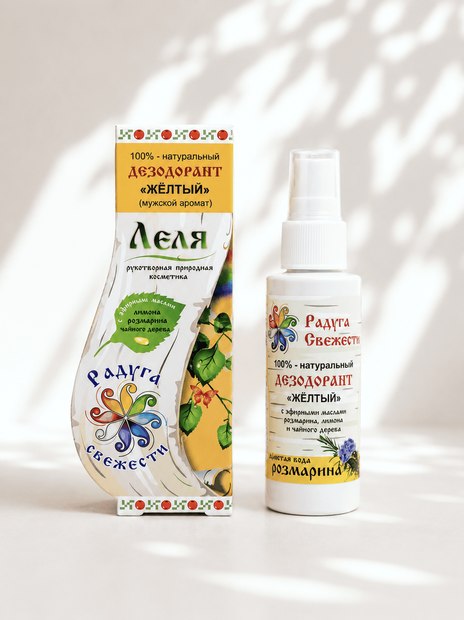 100% - натуральный
ДЕЗОДОРАНТ
«ЖЁЛТЫЙ»
(мужской аромат)
Леля
рукотворная природная
косметика
с эфирными маслами
лимона
розмарина
чайного дерева
Радуга
свежести
Радуга
Свежести
100% - натуральный
ДЕЗОДОРАНТ
«ЖЁЛТЫЙ»
с эфирными маслами
розмарина, лимона
и чайного дерева
вода
розмарина